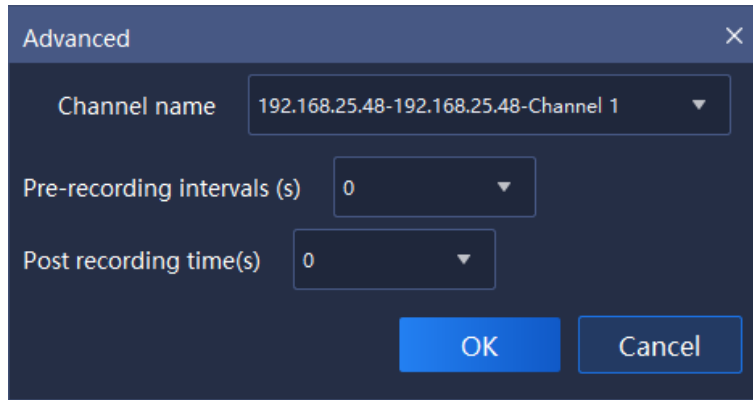 Advanced
Channel name 192.168.25.48-192.168.25.48-Channel 1
Pre-recording intervals (s) 0
Post recording time(s) 0
OK Cancel